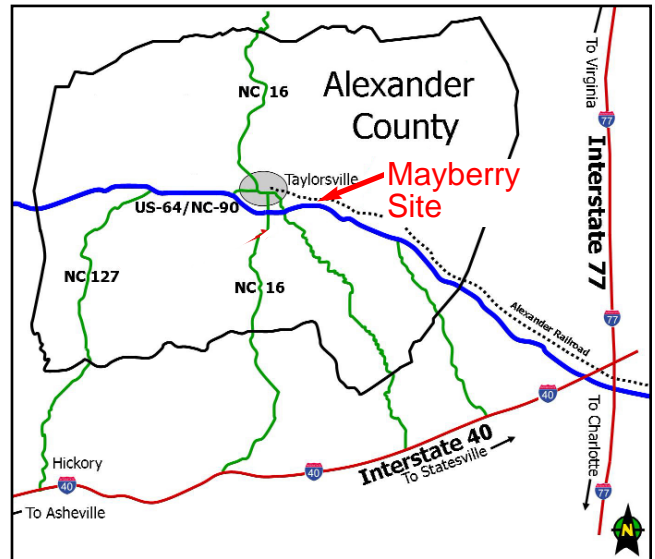 To Virginia
77
NC 16
Alexander
County
Interstate 77
Taylorsville
Mayberry
Site
US-64/NC-90
NC 127
NC 16
77
Alexander Railroad
40
To Charlotte
Interstate 40
To Statesville
40
Hickory
40
To Asheville
77
N